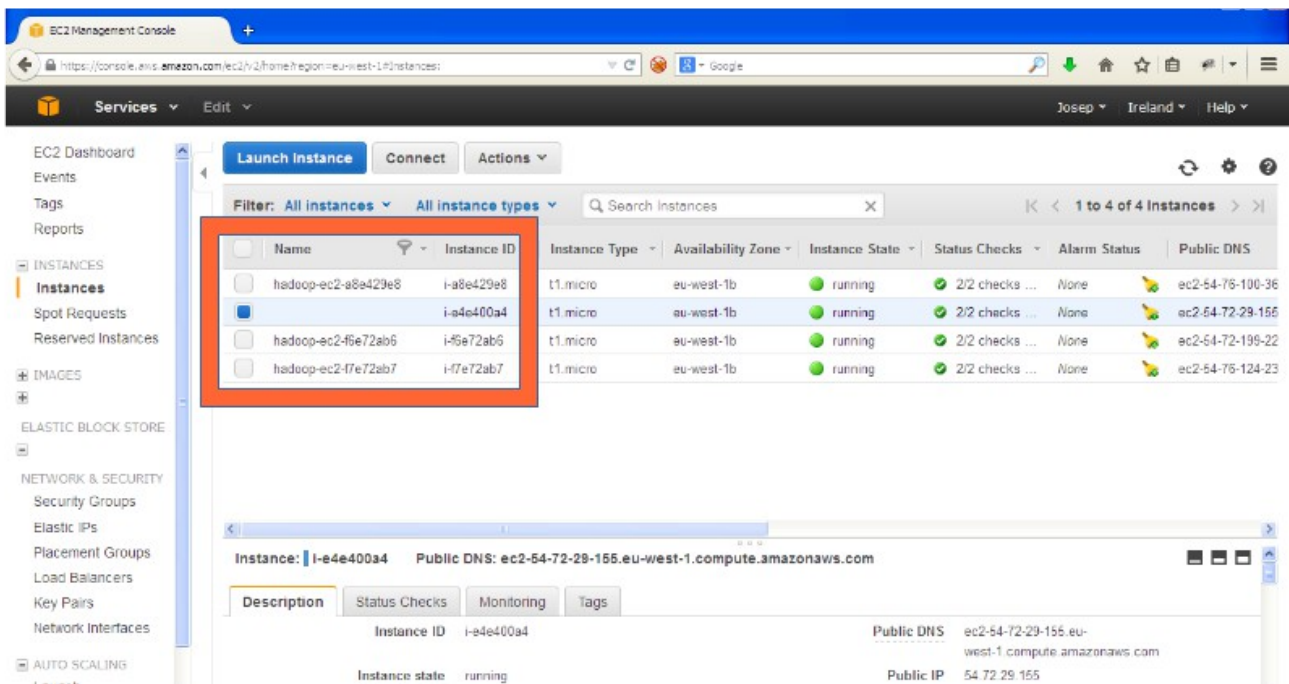 EC2 Management Console
https://console.aws.amazon.com/ec2/v2/home?region=eu-west-1#Instances:
Google
Services Edit Josep Ireland Help
EC2 Dashboard
Events
Tags
Reports
INSTANCES
Instances
Spot Requests
Reserved Instances
IMAGES
ELASTIC BLOCK STORE
NETWORK & SECURITY
Security Groups
Elastic IPs
Placement Groups
Load Balancers
Key Pairs
Network Interfaces
AUTO SCALING
Launch Instance Connect Actions
Filter: All instances All instance types Search Instances 1 to 4 of 4 Instances
Name Instance ID Instance Type Availability Zone Instance State Status Checks Alarm Status Public DNS
hadoop-ec2-a8e429e8 i-a8e429e8 t1.micro eu-west-1b running 2/2 checks ... None ec2-54-76-100-36
i-e4e400a4 t1.micro eu-west-1b running 2/2 checks ... None ec2-54-72-29-155
hadoop-ec2-f6e72ab6 i-f6e72ab6 t1.micro eu-west-1b running 2/2 checks ... None ec2-54-72-199-22
hadoop-ec2-f7e72ab7 i-f7e72ab7 t1.micro eu-west-1b running 2/2 checks ... None ec2-54-76-124-23
Instance: i-e4e400a4 Public DNS: ec2-54-72-29-155.eu-west-1.compute.amazonaws.com
Description Status Checks Monitoring Tags
Instance ID i-e4e400a4 Public DNS ec2-54-72-29-155.eu-
west-1.compute.amazonaws.com
Instance state running Public IP 54.72.29.155